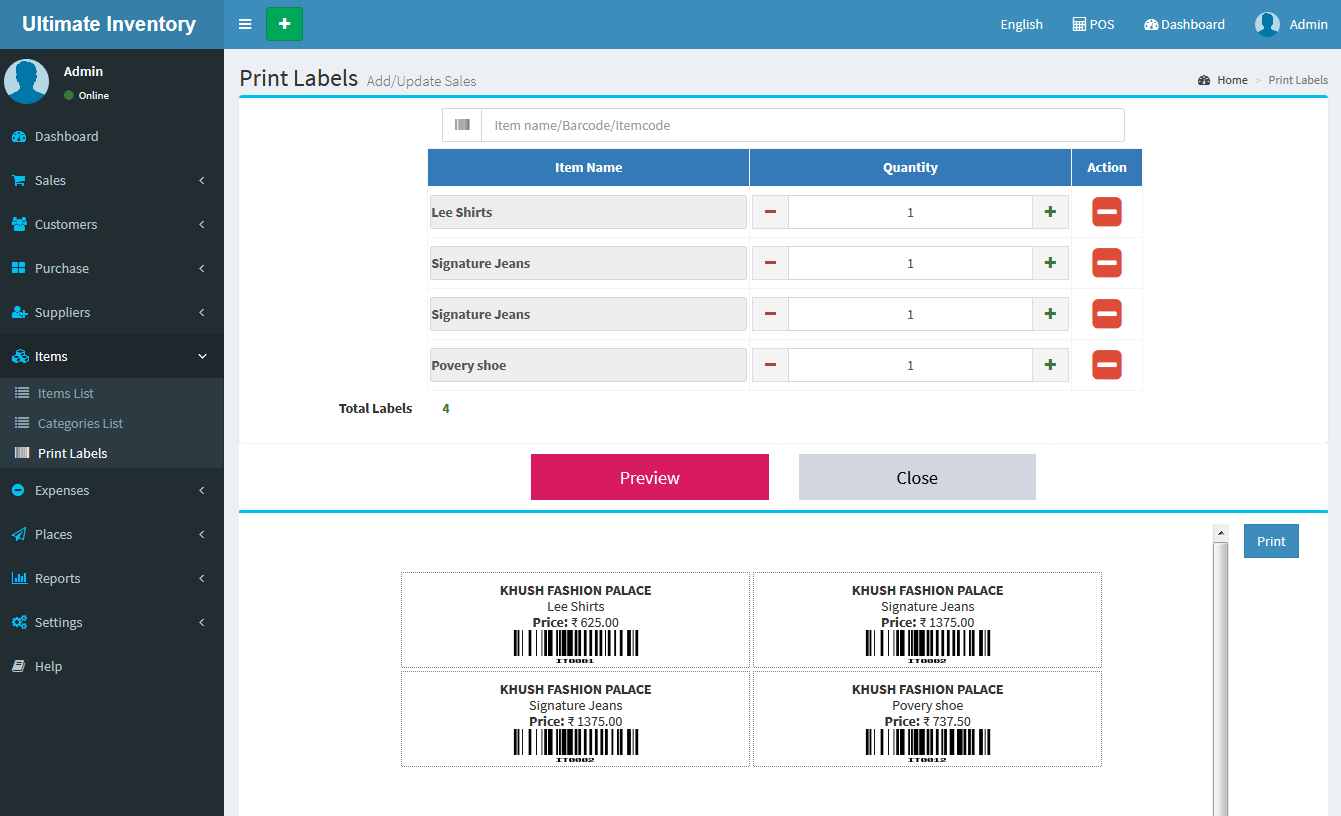 Ultimate Inventory
English POS Dashboard Admin
Admin
Online
Dashboard
Sales
Customers
Purchase
Suppliers
Items
Items List
Categories List
Print Labels
Expenses
Places
Reports
Settings
Help
Print Labels Add/Update Sales
Home > Print Labels
Item name/Barcode/Itemcode
Item Name Quantity Action
Lee Shirts 1
Signature Jeans 1
Signature Jeans 1
Povery shoe 1
Total Labels 4
Preview Close
Print
KHUSH FASHION PALACE
Lee Shirts
Price: ₹ 625.00
IT0001
KHUSH FASHION PALACE
Signature Jeans
Price: ₹ 1375.00
IT0002
KHUSH FASHION PALACE
Signature Jeans
Price: ₹ 1375.00
IT0002
KHUSH FASHION PALACE
Povery shoe
Price: ₹ 737.50
IT0012